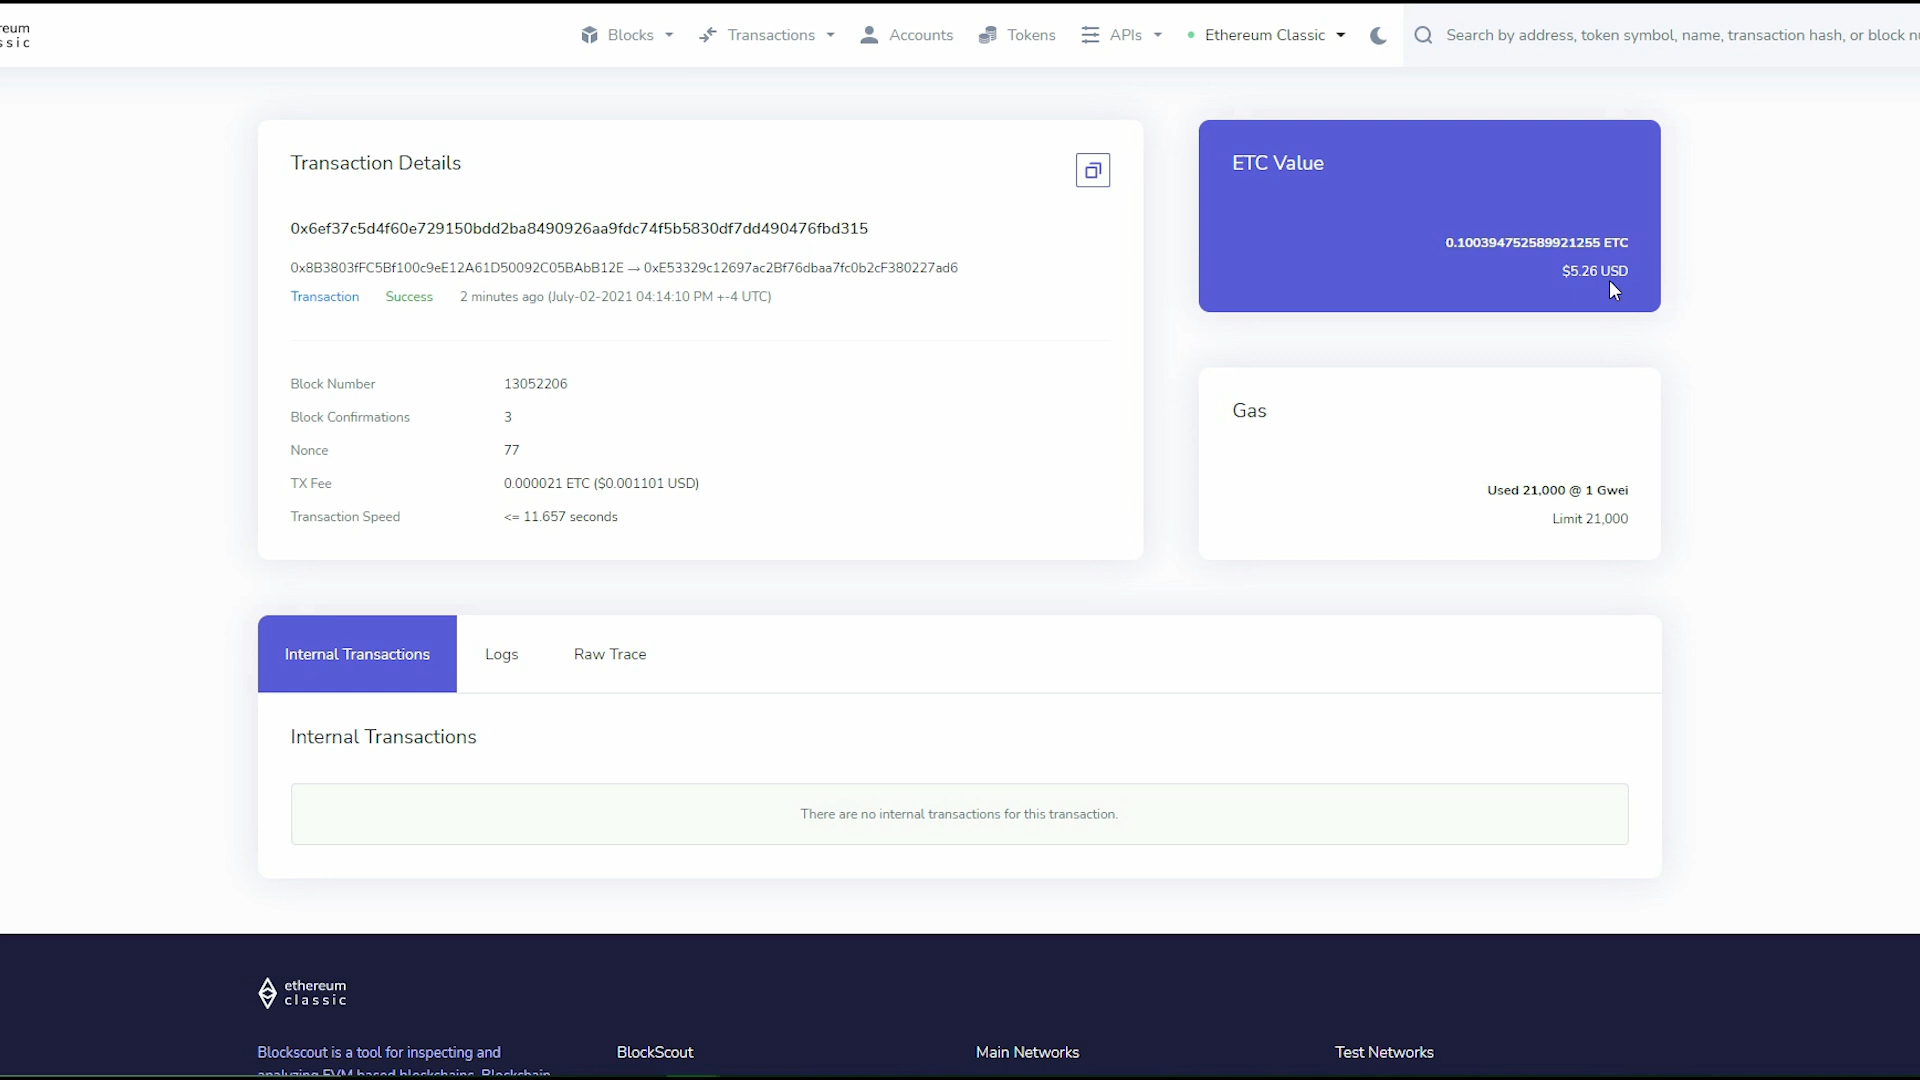 Blocks
Transactions
Accounts
Tokens
APIs
Ethereum Classic
Search by address, token symbol, name, transaction hash, or block
Transaction Details
0x6ef37c5d4f60e729150bdd2ba8490926aa9fdc74f5b5830df7dd490476fbd315
0x8B3803fFC5Bf100c9eE12A61D50092C05BAbB12E → 0xE53329c12697ac2Bf76dbaa7fc0b2cF380227ad6
Transaction Success 2 minutes ago (July-02-2021 04:14:10 PM +-4 UTC)
Block Number 13052206
Block Confirmations 3
Nonce 77
TX Fee 0.000021 ETC ($0.001101 USD)
Transaction Speed <= 11.657 seconds
ETC Value
0.100394752589921255 ETC
$5.26 USD
Gas
Used 21,000 @ 1 Gwei
Limit 21,000
Internal Transactions Logs Raw Trace
Internal Transactions
There are no internal transactions for this transaction.
ethereum
classic
Blockscout is a tool for inspecting and
analyzing EVM based blockchains. Blockchain
BlockScout
Main Networks
Test Networks